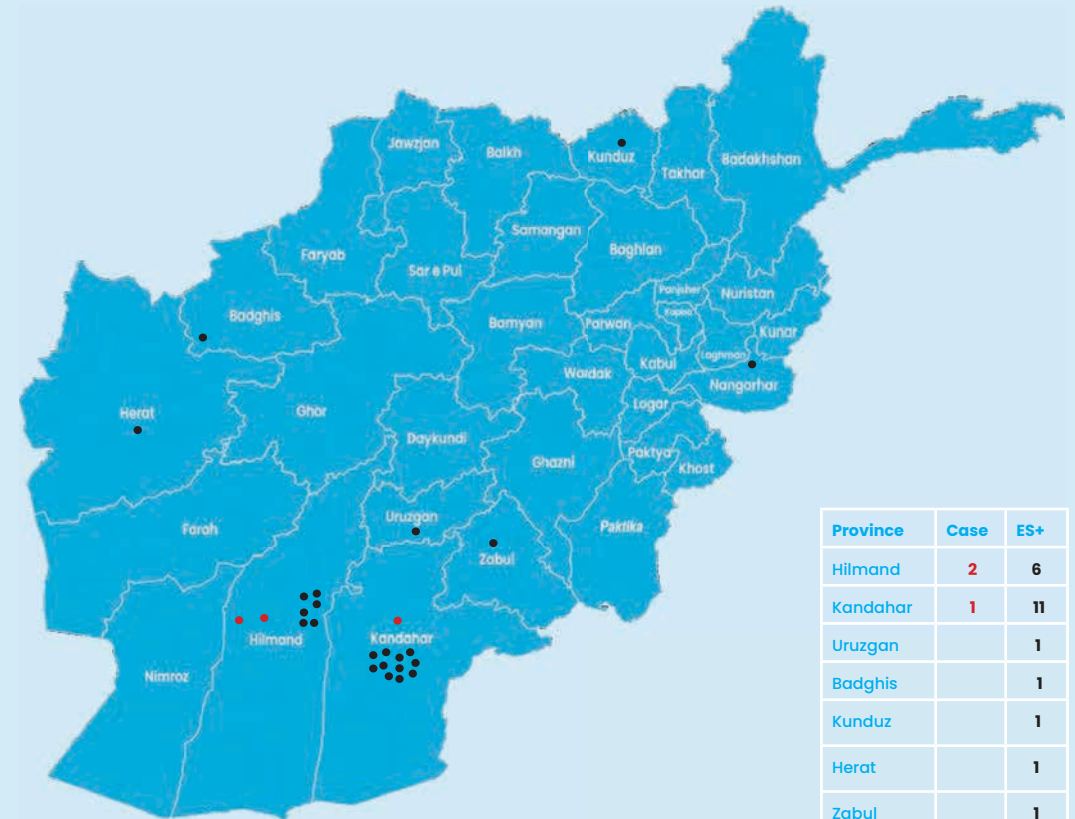 Jawzjan
Balkh
Kunduz
Takhar
Badakhshan
Samangan
Faryab
Baghlan
Sar e Pul
Panjsher
Nuristan
Kapisa
Badghis
Bamyan
Parwan
Kunar
Laghman
Kabul
Wardak
Nangarhar
Herat
Ghor
Logar
Daykundi
Paktya
Ghazni
Khost
Uruzgan
Farah
Paktika
Zabul
Hilmand
Kandahar
Nimroz
Province Case ES+
Hilmand 2 6
Kandahar 1 11
Uruzgan 1
Badghis 1
Kunduz 1
Herat 1
Zabul 1